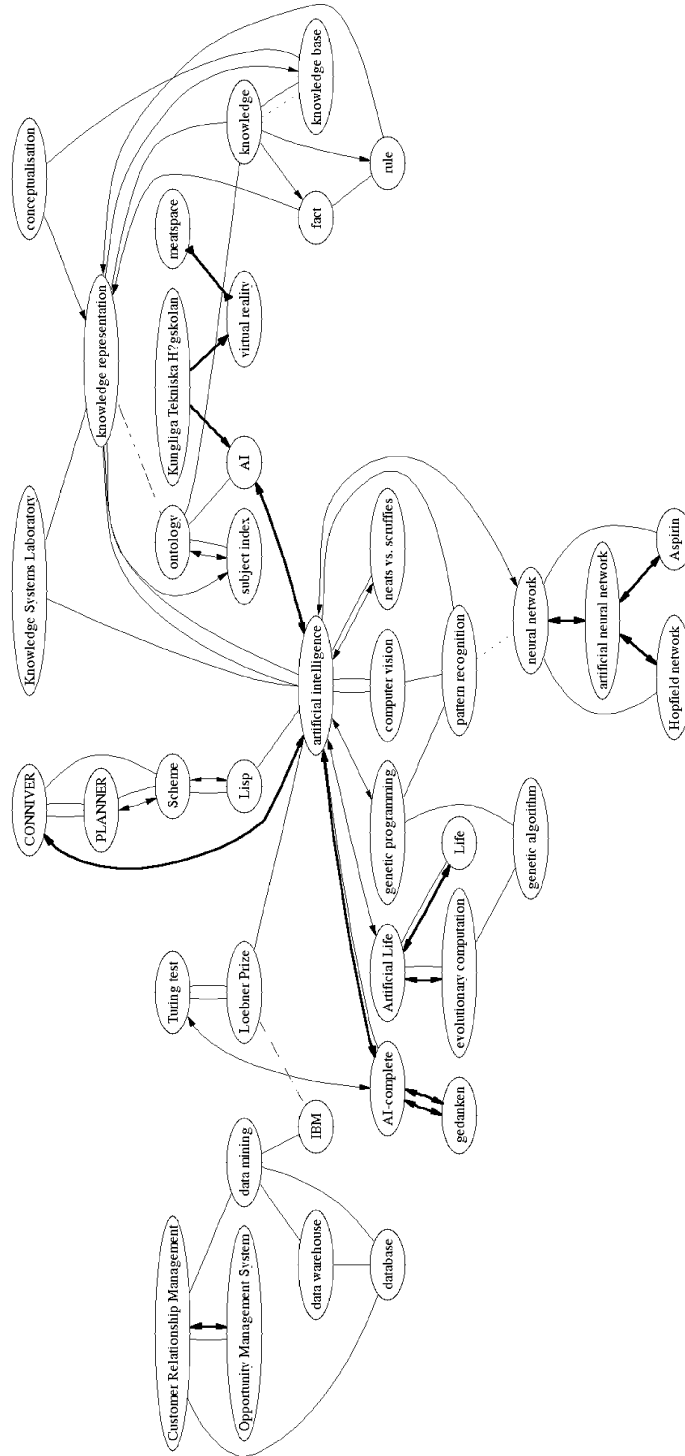 conceptualisation
knowledge base
knowledge
rule
fact
knowledge representation
meatspace
virtual reality
Kungliga Tekniska H?gskolan
AI
ontology
subject index
Knowledge Systems Laboratory
artificial intelligence
neats vs. scruffies
computer vision
pattern recognition
neural network
artificial neural network
Aspirin
Hopfield network
CONNIVER
PLANNER
Scheme
Lisp
genetic programming
genetic algorithm
Life
Artificial Life
evolutionary computation
Turing test
Loebner Prize
AI-complete
gedanken
IBM
data mining
data warehouse
database
Customer Relationship Management
Opportunity Management System